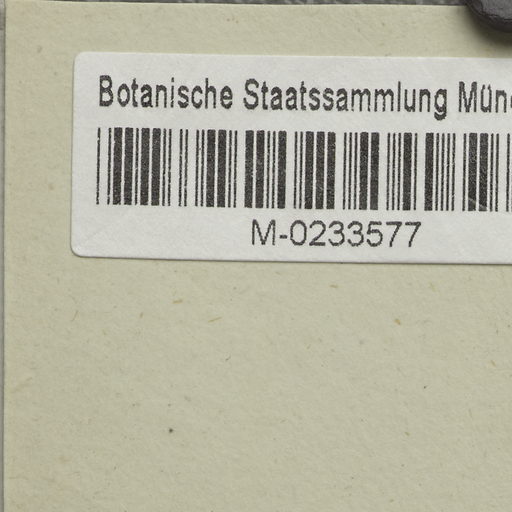 Botanische Staatssammlung Mün
M-0233577